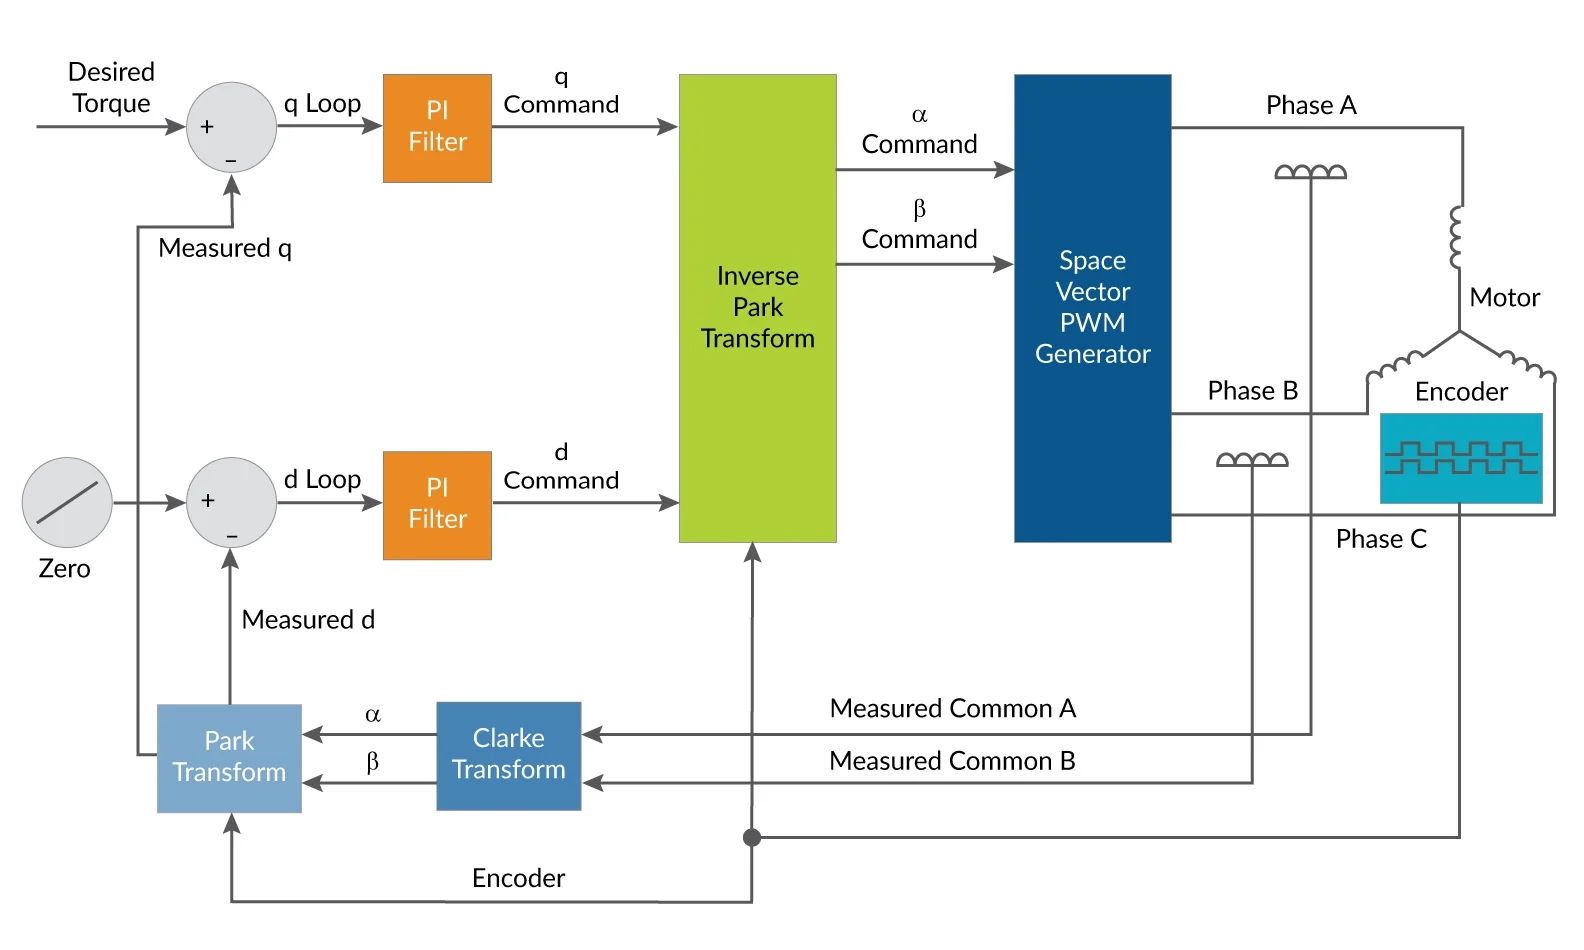 Desired
Torque
+
−
q Loop
PI
Filter
q
Command
Measured q
Inverse
Park
Transform
α
Command
β
Command
Space
Vector
PWM
Generator
Phase A
Motor
Phase B
Encoder
Phase C
Zero
+
−
d Loop
PI
Filter
d
Command
Measured d
Park
Transform
α
β
Clarke
Transform
Measured Common A
Measured Common B
Encoder